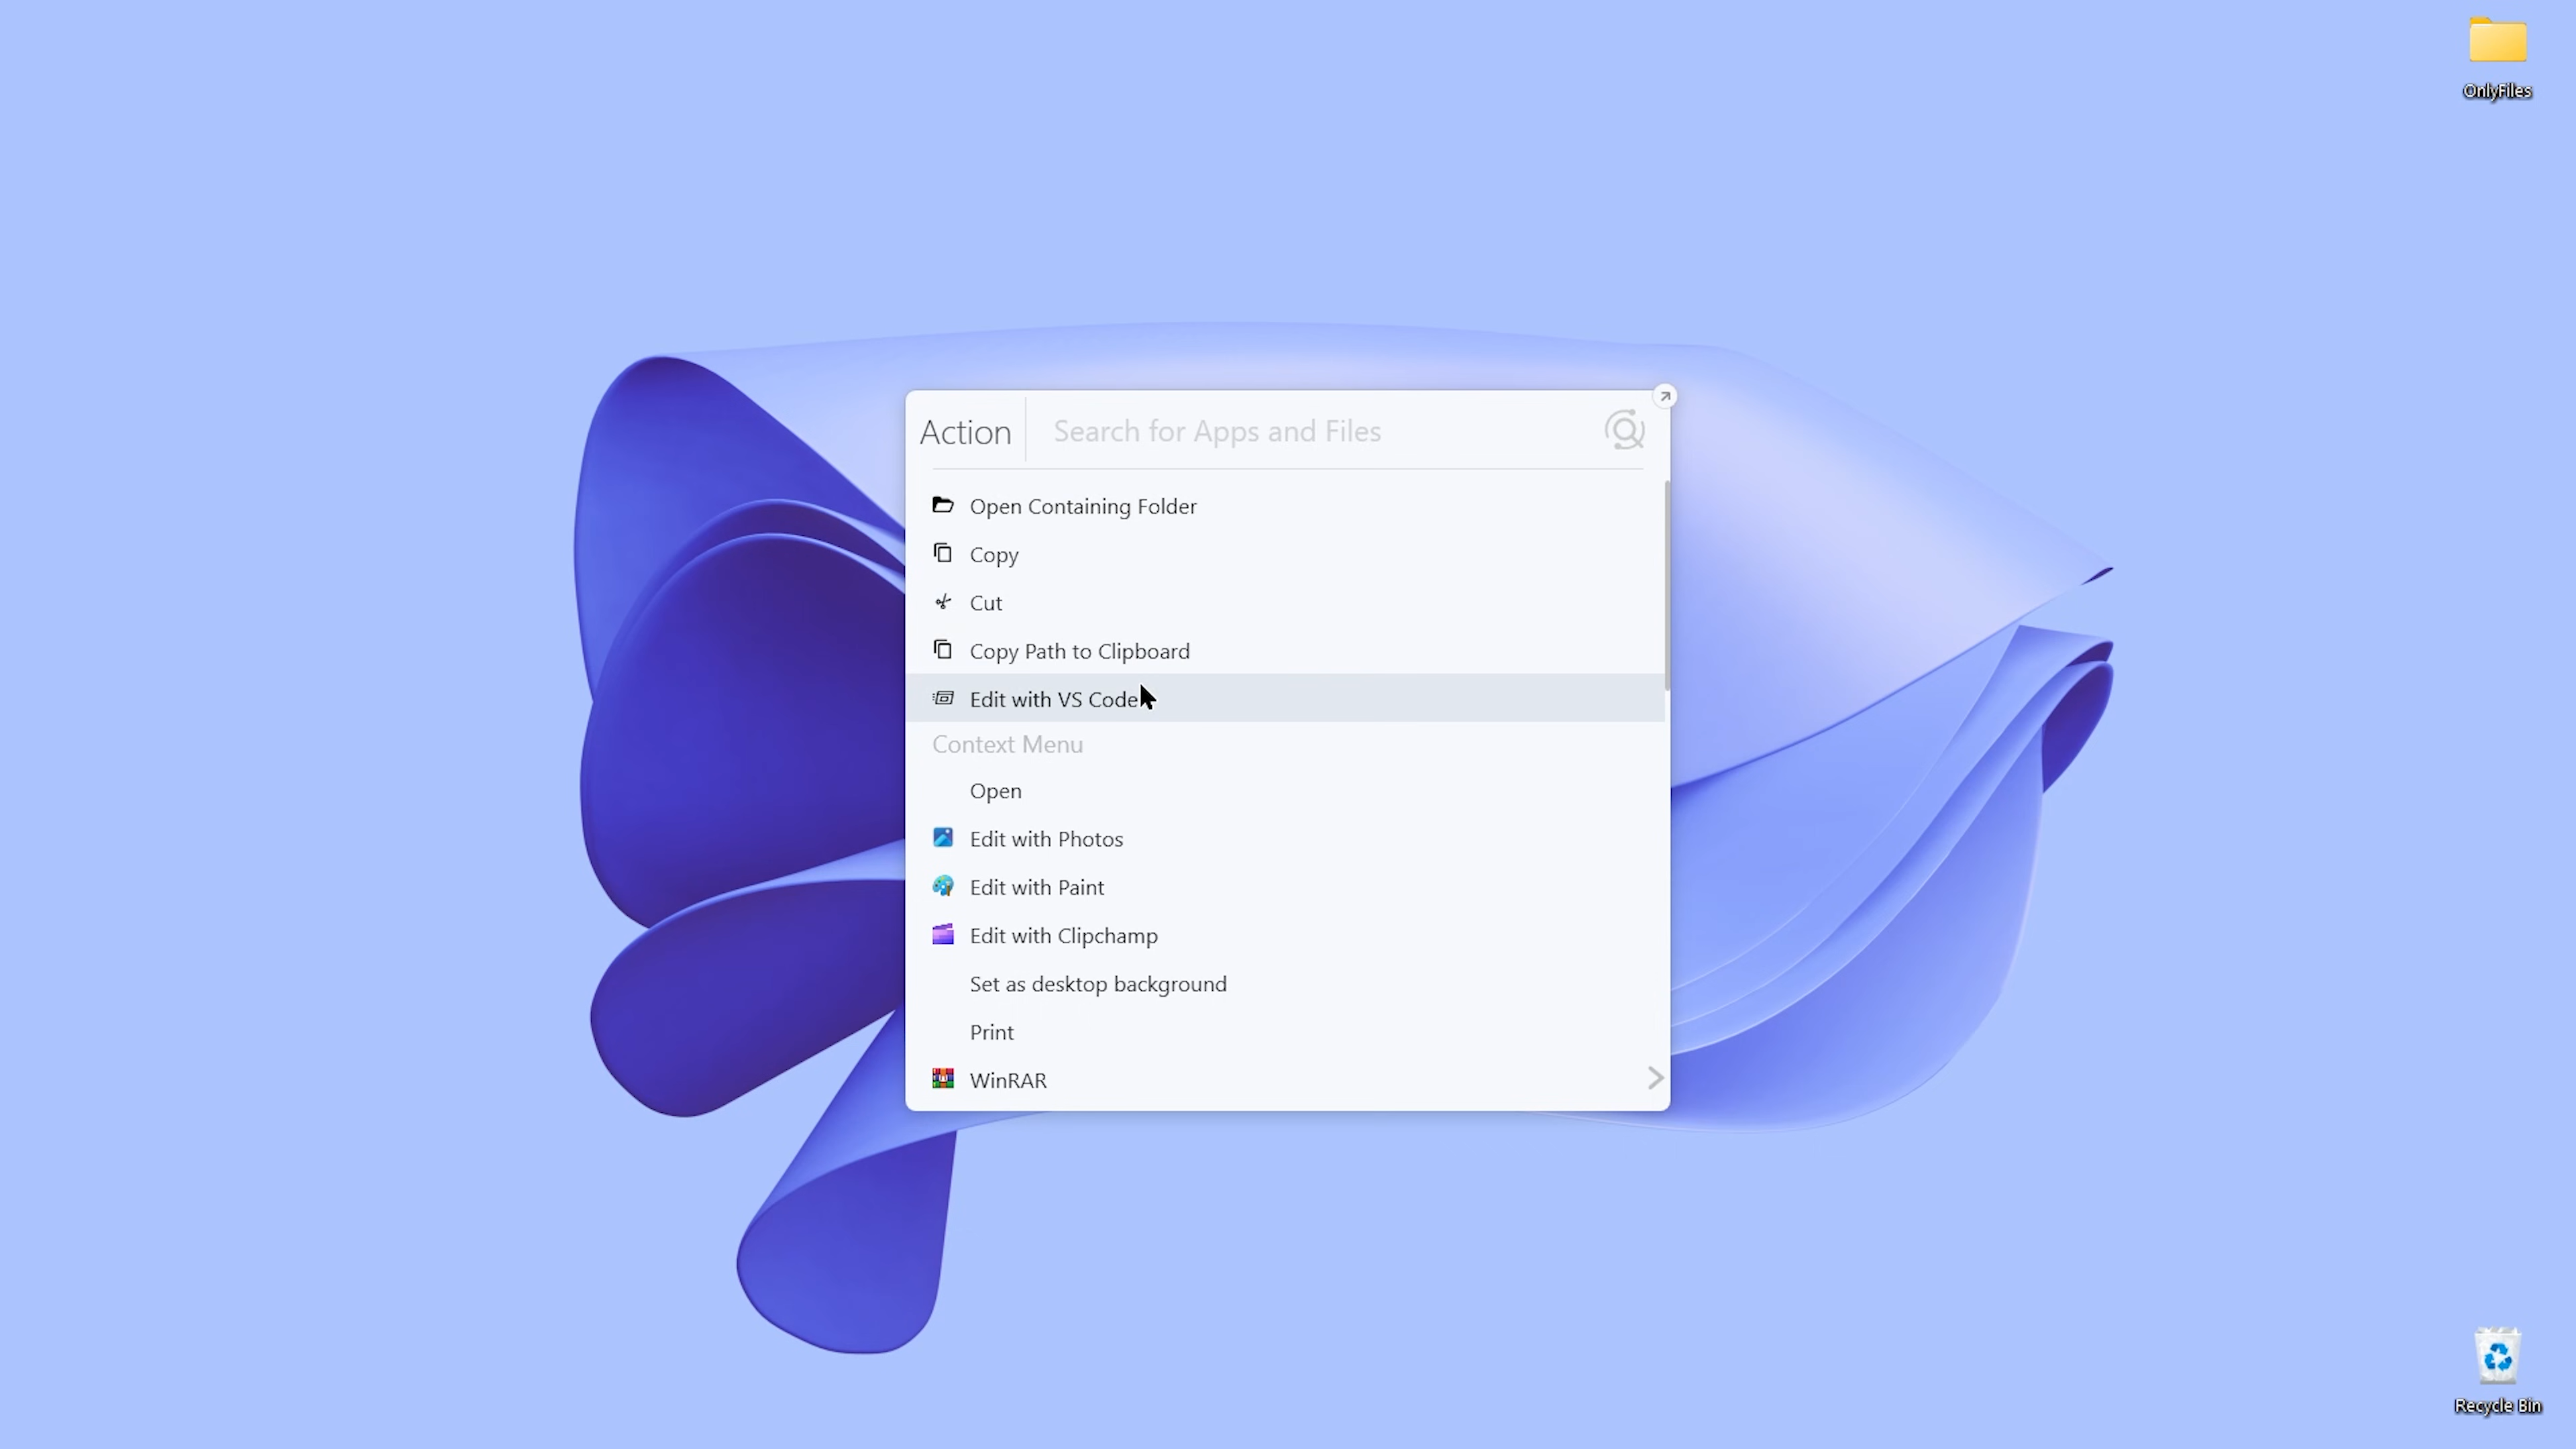 OnlyFiles
Action
Search for Apps and Files
Open Containing Folder
Copy
Cut
Copy Path to Clipboard
Edit with VS Code
Context Menu
Open
Edit with Photos
Edit with Paint
Edit with Clipchamp
Set as desktop background
Print
WinRAR
Recycle Bin